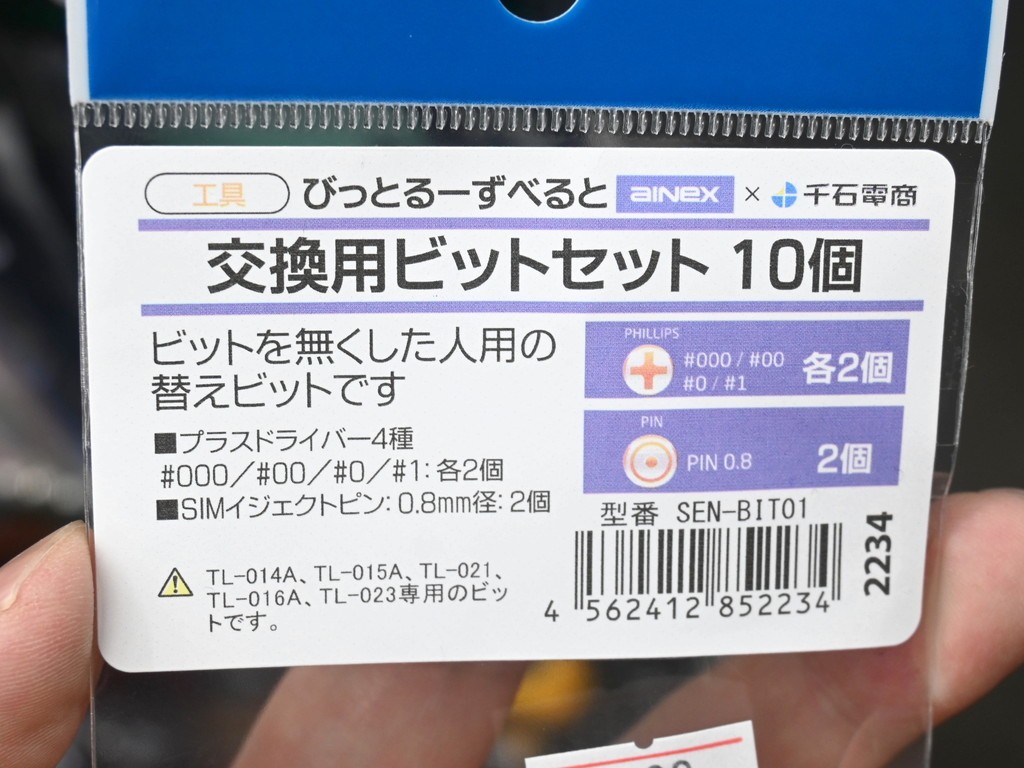 工具 びっとるーずべると ainex × 千石電商
交換用ビットセット 10個
ビットを無くした人用の
替えビットです
■プラスドライバー4種
#000／#00／#0／#1：各2個
■SIMイジェクトピン：0.8mm径：2個
PHILLIPS
#000 / #00
#0 / #1
各2個
PIN
PIN 0.8
2個
型番 SEN-BIT01
4 562412 852234
2234
TL-014A、TL-015A、TL-021、
TL-016A、TL-023専用のビッ
トです。